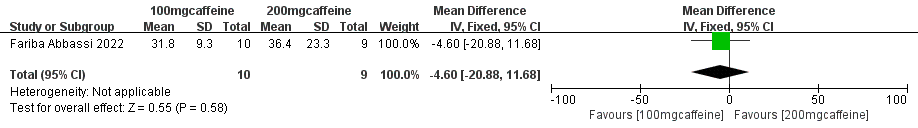 100mgcaffeine 200mgcaffeine Mean Difference Mean Difference
Study or Subgroup Mean SD Total Mean SD Total Weight IV, Fixed, 95% CI IV, Fixed, 95% CI
Fariba Abbassi 2022 31.8 9.3 10 36.4 23.3 9 100.0% -4.60 [-20.88, 11.68]
Total (95% CI) 10 9 100.0% -4.60 [-20.88, 11.68]
Heterogeneity: Not applicable
Test for overall effect: Z = 0.55 (P = 0.58)
-100 -50 0 50 100
Favours [100mgcaffeine] Favours [200mgcaffeine]